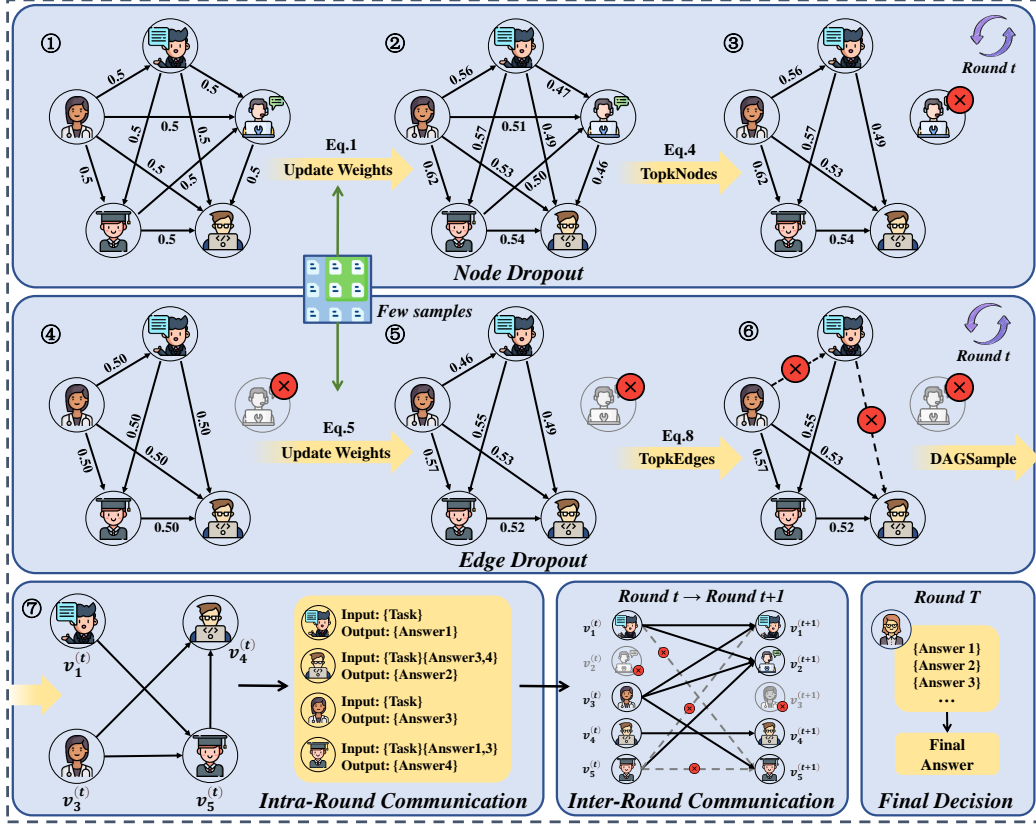 ①
②
③
Round t
0.5
0.5
0.5
0.5
0.5
0.5
0.5
0.5
0.5
0.5
Eq.1
Update Weights
0.56
0.47
0.51
0.57
0.49
0.62
0.53
0.50
0.46
0.54
Eq.4
TopkNodes
0.56
0.57
0.49
0.62
0.53
0.54
Node Dropout
Few samples
④
⑤
⑥
Round t
0.50
0.50
0.50
0.50
0.50
0.50
Eq.5
Update Weights
0.46
0.55
0.49
0.57
0.53
0.52
Eq.8
TopkEdges
0.55
0.57
0.53
0.52
DAGSample
Edge Dropout
⑦
v₁⁽ᵗ⁾
v₄⁽ᵗ⁾
v₃⁽ᵗ⁾
v₅⁽ᵗ⁾
Input: {Task}
Output: {Answer1}
Input: {Task}{Answer3,4}
Output: {Answer2}
Input: {Task}
Output: {Answer3}
Input: {Task}{Answer1,3}
Output: {Answer4}
Intra-Round Communication
Round t → Round t+1
v₁⁽ᵗ⁾ v₁⁽ᵗ⁺¹⁾
v₂⁽ᵗ⁾ v₂⁽ᵗ⁺¹⁾
v₃⁽ᵗ⁾ v₃⁽ᵗ⁺¹⁾
v₄⁽ᵗ⁾ v₄⁽ᵗ⁺¹⁾
v₅⁽ᵗ⁾ v₅⁽ᵗ⁺¹⁾
Inter-Round Communication
Round T
{Answer 1}
{Answer 2}
{Answer 3}
...
Final
Answer
Final Decision